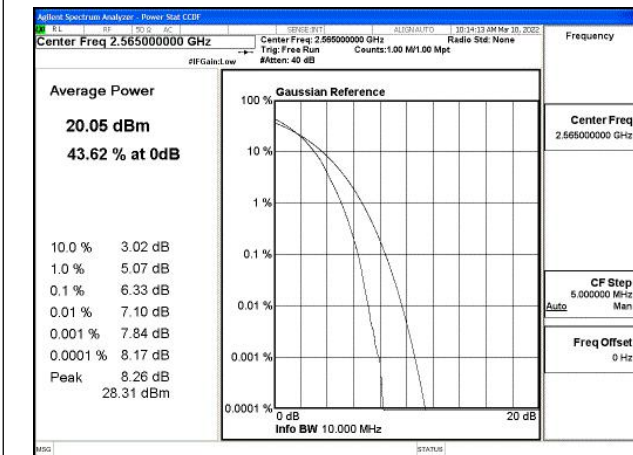 Agilent Spectrum Analyzer - Power Stat CCDF
RL RF 50 Ω AC SENSE:INT ALIGNAUTO 10:14:13 AM Mar 10, 2022
Center Freq 2.565000000 GHz
Center Freq: 2.565000000 GHz Radio Std: None
Trig: Free Run Counts:1.00 M/1.00 Mpt
#IFGain:Low #Atten: 40 dB
Frequency
Average Power
20.05 dBm
43.62 % at 0dB
10.0 % 3.02 dB
1.0 % 5.07 dB
0.1 % 6.33 dB
0.01 % 7.10 dB
0.001 % 7.84 dB
0.0001 % 8.17 dB
Peak 8.26 dB
28.31 dBm
Gaussian Reference
100 %
10 %
1 %
0.1 %
0.01 %
0.001 %
0.0001 %
0 dB 20 dB
Info BW 10.000 MHz
Center Freq
2.565000000 GHz
CF Step
5.000000 MHz
Auto Man
Freq Offset
0 Hz
MSG STATUS